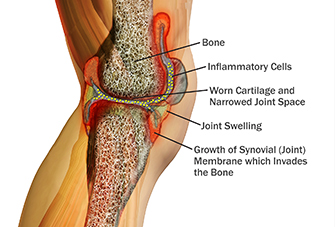 Bone
Inflammatory Cells
Worn Cartilage and
Narrowed Joint Space
Joint Swelling
Growth of Synovial (Joint)
Membrane which Invades
the Bone